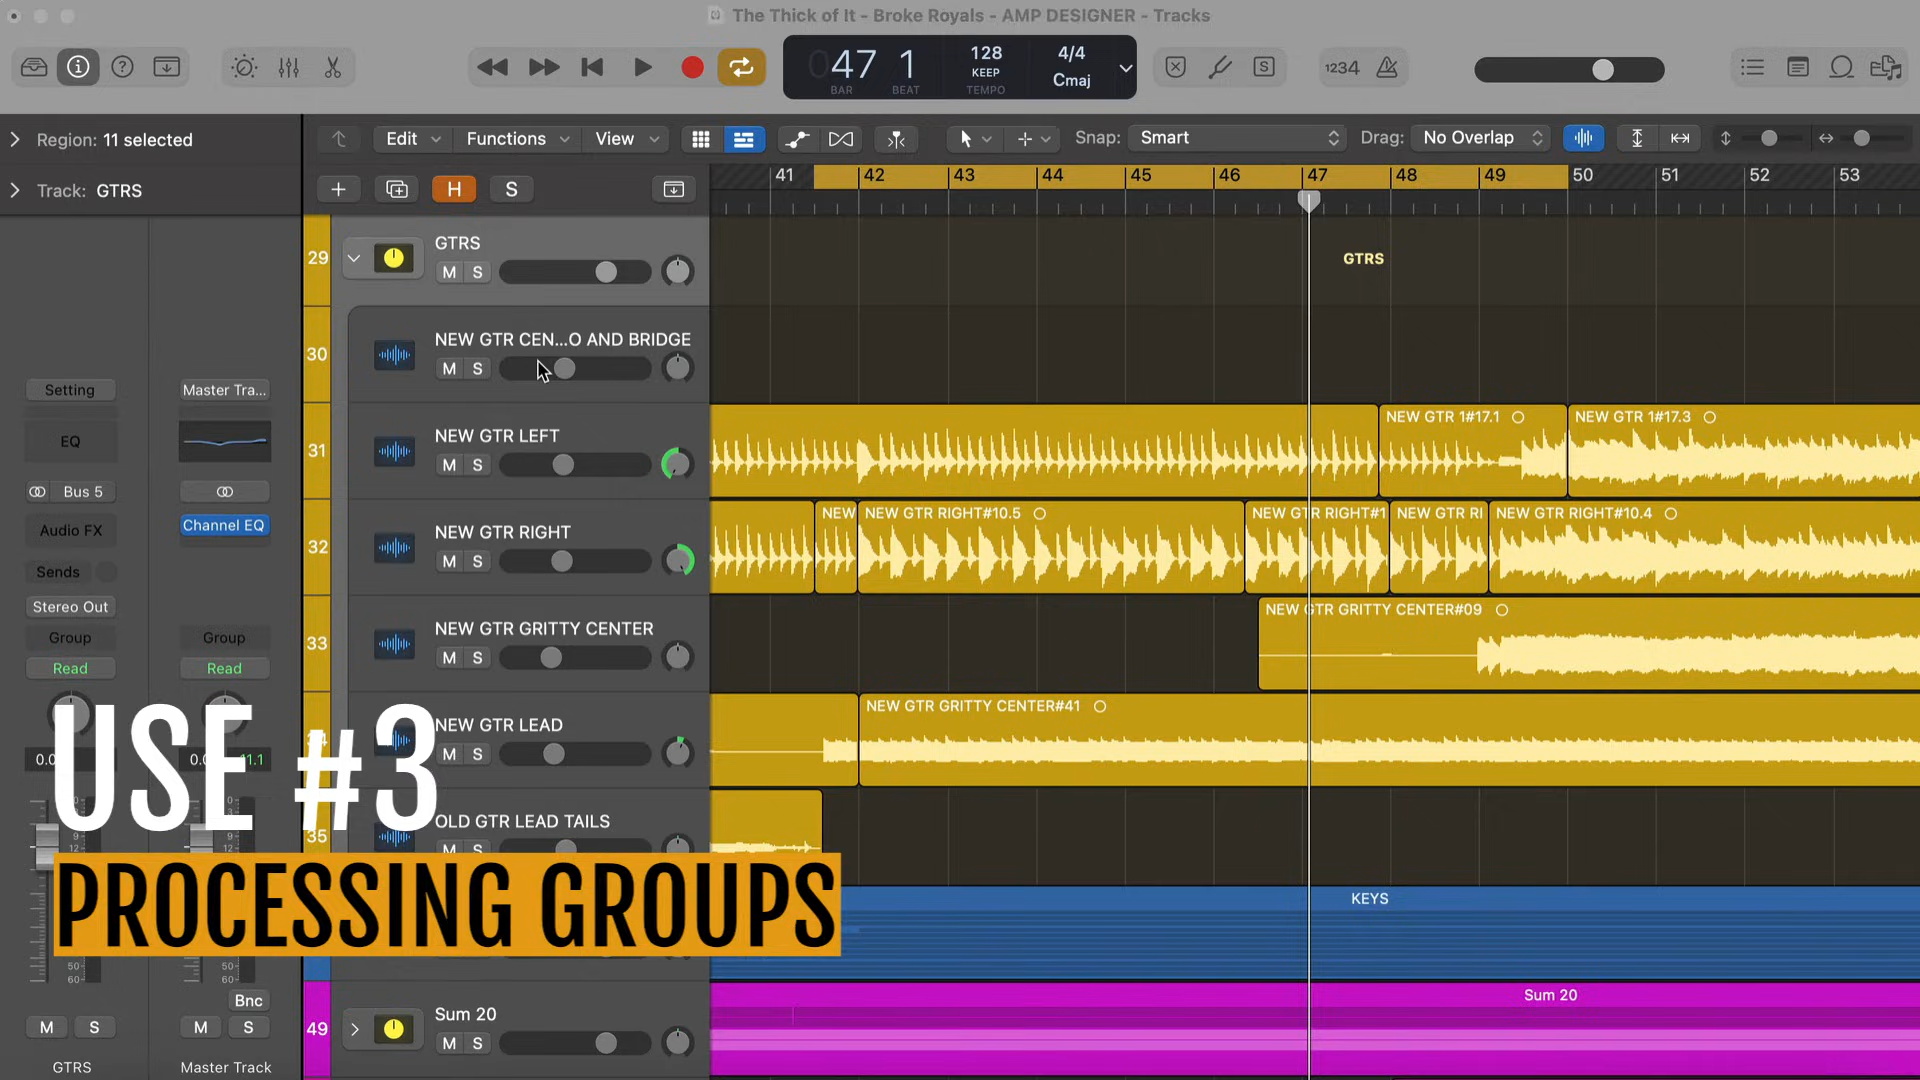 The Thick of It - Broke Royals - AMP DESIGNER - Tracks
47 1 128 4/4
KEEP Cmaj
BAR BEAT TEMPO
1234
Region: 11 selected
Edit Functions View Snap: Smart Drag: No Overlap
Track: GTRS
H S
41 42 43 44 45 46 47 48 49 50 51 52 53
29 GTRS
M S
GTRS
30 NEW GTR CEN...O AND BRIDGE
M S
31 NEW GTR LEFT
M S
NEW GTR 1#17.1 NEW GTR 1#17.3
32 NEW GTR RIGHT
M S
NEW NEW GTR RIGHT#10.5 NEW GTR RIGHT#1 NEW GTR RI NEW GTR RIGHT#10.4
33 NEW GTR GRITTY CENTER
M S
NEW GTR GRITTY CENTER#09
NEW GTR LEAD
M S
NEW GTR GRITTY CENTER#41
35 OLD GTR LEAD TAILS
M S
KEYS
49 Sum 20
M S
Sum 20
Setting Master Tra...
EQ
Bus 5
Audio FX Channel EQ
Sends
Stereo Out
Group Group
Read Read
USE #3
PROCESSING GROUPS
Bnc
M S M S
GTRS Master Track